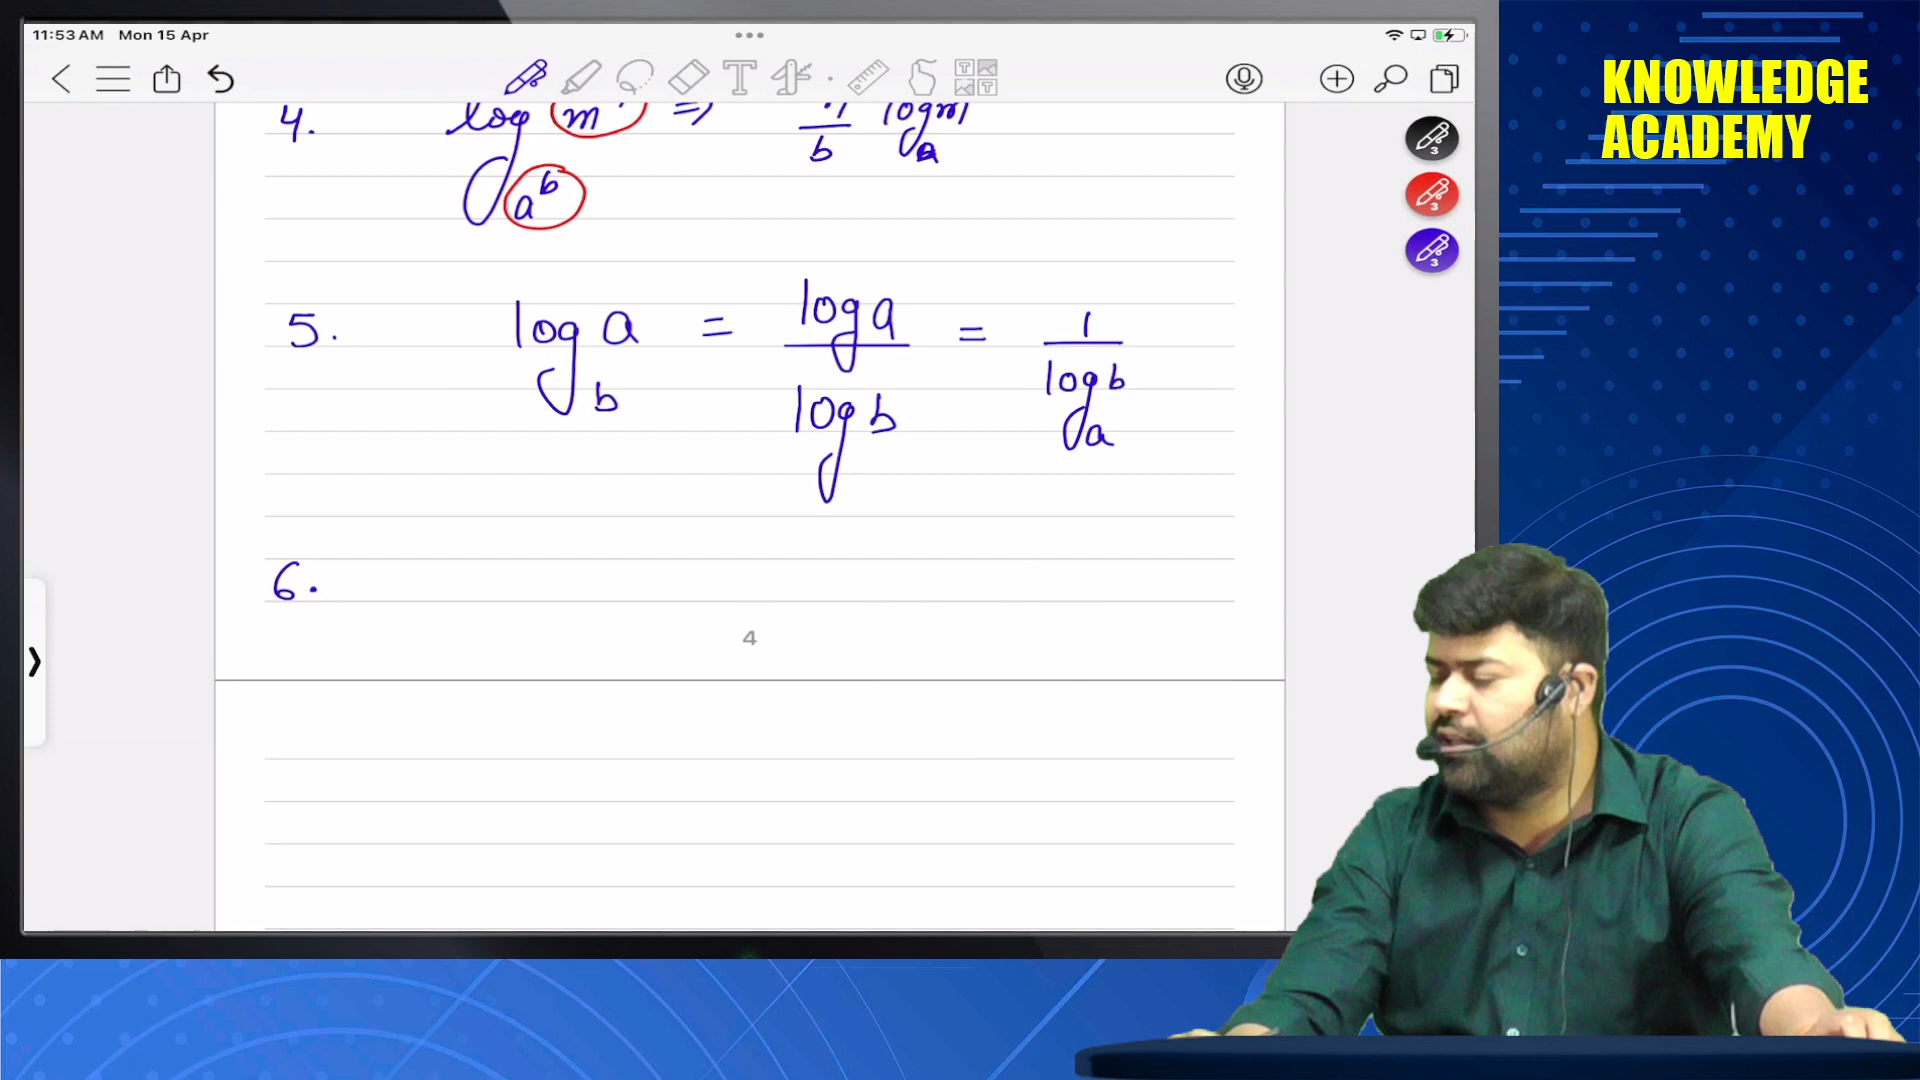 11:53 AM Mon 15 Apr
KNOWLEDGE
ACADEMY
4. log_{a^b} m ⇒ /b log_a m
5. log_b a = log a / log b = 1 / log_a b
6.
4